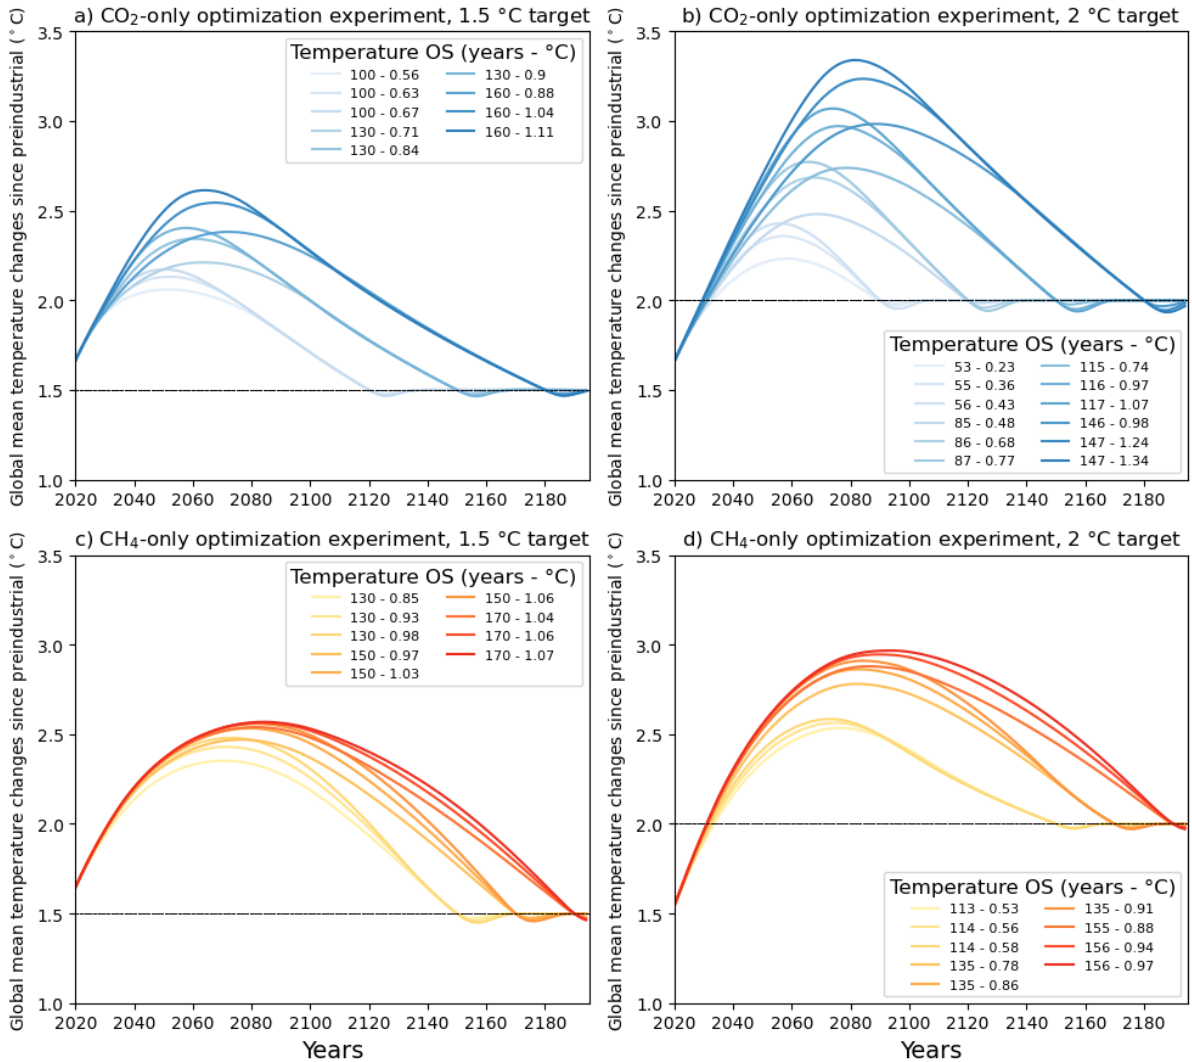 a) CO₂-only optimization experiment, 1.5 °C target
Global mean temperature changes since preindustrial (°C)
3.5
3.0
2.5
2.0
1.5
1.0
Temperature OS (years - °C)
100 - 0.56
100 - 0.63
100 - 0.67
130 - 0.71
130 - 0.84
130 - 0.9
160 - 0.88
160 - 1.04
160 - 1.11
2020 2040 2060 2080 2100 2120 2140 2160 2180
b) CO₂-only optimization experiment, 2 °C target
Global mean temperature changes since preindustrial (°C)
3.5
3.0
2.5
2.0
1.5
1.0
Temperature OS (years - °C)
53 - 0.23
55 - 0.36
56 - 0.43
85 - 0.48
86 - 0.68
87 - 0.77
115 - 0.74
116 - 0.97
117 - 1.07
146 - 0.98
147 - 1.24
147 - 1.34
2020 2040 2060 2080 2100 2120 2140 2160 2180
c) CH₄-only optimization experiment, 1.5 °C target
Global mean temperature changes since preindustrial (°C)
3.5
3.0
2.5
2.0
1.5
1.0
Temperature OS (years - °C)
130 - 0.85
130 - 0.93
130 - 0.98
150 - 0.97
150 - 1.03
150 - 1.06
170 - 1.04
170 - 1.06
170 - 1.07
2020 2040 2060 2080 2100 2120 2140 2160 2180
Years
d) CH₄-only optimization experiment, 2 °C target
Global mean temperature changes since preindustrial (°C)
3.5
3.0
2.5
2.0
1.5
1.0
Temperature OS (years - °C)
113 - 0.53
114 - 0.56
114 - 0.58
135 - 0.78
135 - 0.86
135 - 0.91
155 - 0.88
156 - 0.94
156 - 0.97
2020 2040 2060 2080 2100 2120 2140 2160 2180
Years